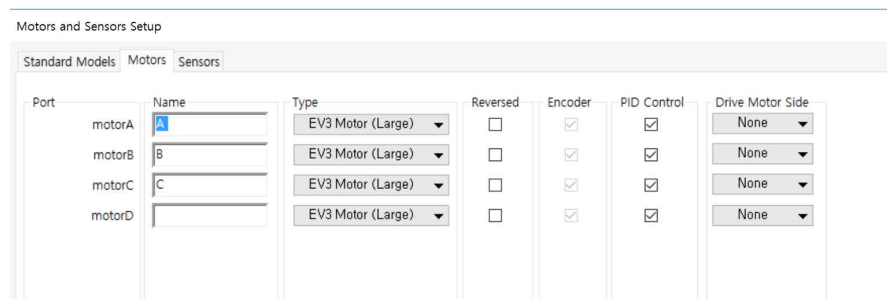 Motors and Sensors Setup
Standard Models Motors Sensors
Port Name Type Reversed Encoder PID Control Drive Motor Side
motorA A EV3 Motor (Large) None
motorB B EV3 Motor (Large) None
motorC C EV3 Motor (Large) None
motorD EV3 Motor (Large) None